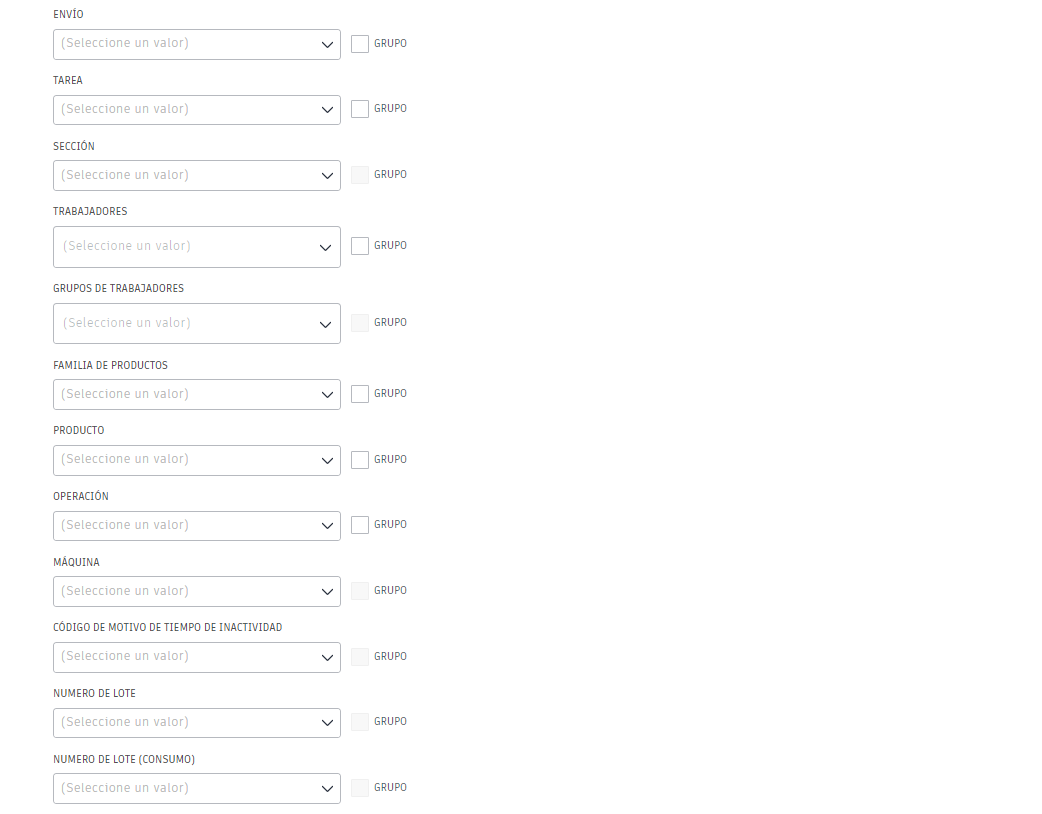 ENVÍO
(Seleccione un valor) GRUPO
TAREA
(Seleccione un valor) GRUPO
SECCIÓN
(Seleccione un valor) GRUPO
TRABAJADORES
(Seleccione un valor) GRUPO
GRUPOS DE TRABAJADORES
(Seleccione un valor) GRUPO
FAMILIA DE PRODUCTOS
(Seleccione un valor) GRUPO
PRODUCTO
(Seleccione un valor) GRUPO
OPERACIÓN
(Seleccione un valor) GRUPO
MÁQUINA
(Seleccione un valor) GRUPO
CÓDIGO DE MOTIVO DE TIEMPO DE INACTIVIDAD
(Seleccione un valor) GRUPO
NUMERO DE LOTE
(Seleccione un valor) GRUPO
NUMERO DE LOTE (CONSUMO)
(Seleccione un valor) GRUPO